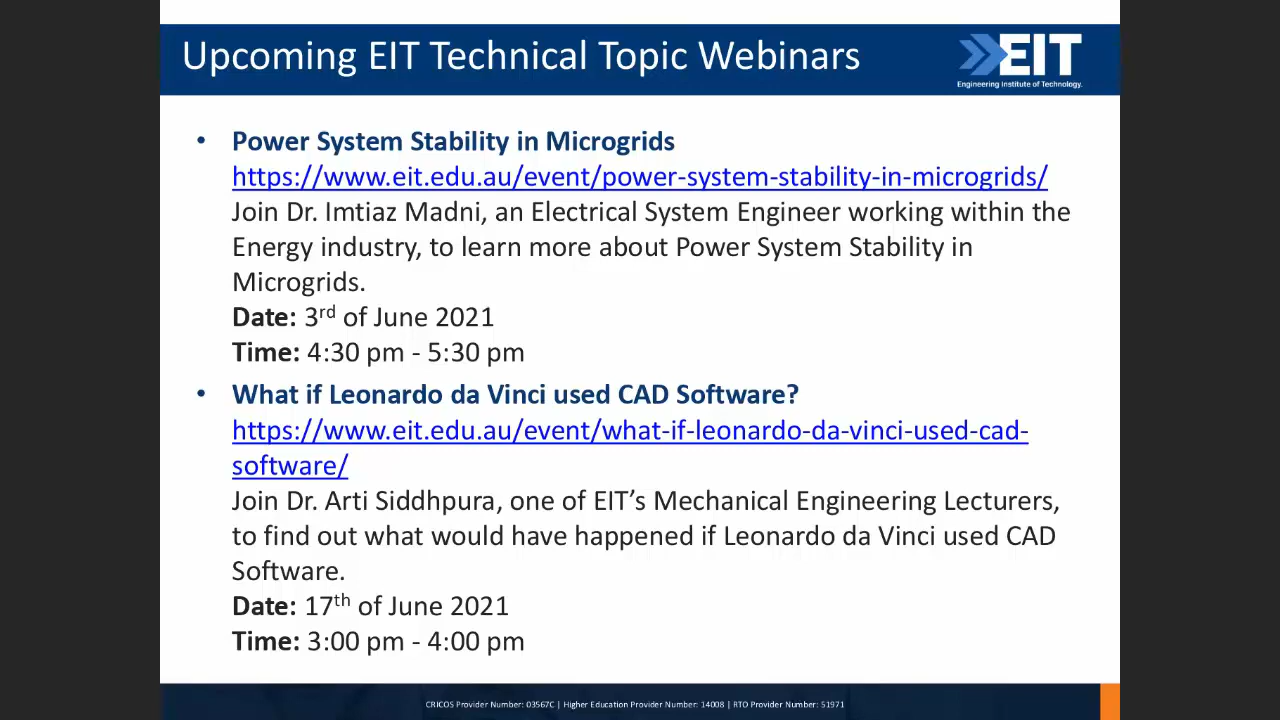 Upcoming EIT Technical Topic Webinars
EIT
Engineering Institute of Technology.
• Power System Stability in Microgrids
https://www.eit.edu.au/event/power-system-stability-in-microgrids/
Join Dr. Imtiaz Madni, an Electrical System Engineer working within the
Energy industry, to learn more about Power System Stability in
Microgrids.
Date: 3rd of June 2021
Time: 4:30 pm - 5:30 pm
• What if Leonardo da Vinci used CAD Software?
https://www.eit.edu.au/event/what-if-leonardo-da-vinci-used-cad-
software/
Join Dr. Arti Siddhpura, one of EIT’s Mechanical Engineering Lecturers,
to find out what would have happened if Leonardo da Vinci used CAD
Software.
Date: 17th of June 2021
Time: 3:00 pm - 4:00 pm
CRICOS Provider Number: 03567C | Higher Education Provider Number: 14008 | RTO Provider Number: 51971